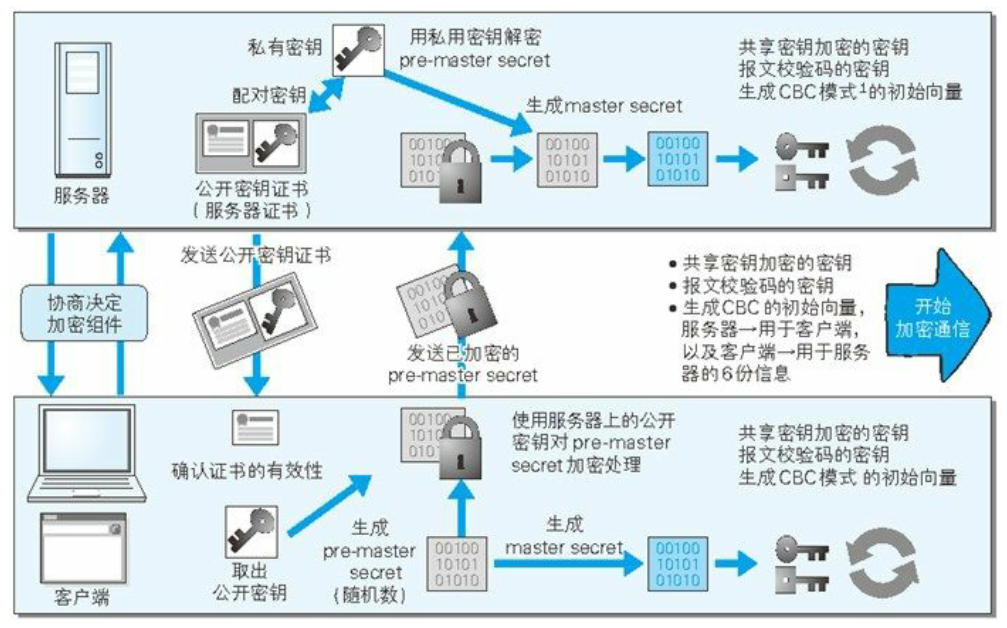 私有密钥
用私用密钥解密
pre-master secret
共享密钥加密的密钥
报文校验码的密钥
生成CBC模式1的初始向量
配对密钥
生成master secret
00100
1010
010
00100
10101
01010
00100
10101
01010
服务器
公开密钥证书
(服务器证书)
协商决定
加密组件
发送公开密钥证书
00100
1010
010
发送已加密的
pre-master secret
• 共享密钥加密的密钥
• 报文校验码的密钥
• 生成CBC的初始向量,
服务器→用于客户端,
以及客户端→用于服务
器的6份信息
开始
加密通信
确认证书的有效性
00100
1010
010
使用服务器上的公开
密钥对pre-master
secret加密处理
共享密钥加密的密钥
报文校验码的密钥
生成CBC模式 的初始向量
客户端
取出
公开密钥
生成
pre-master
secret
(随机数)
00100
10101
01010
生成
master secret
00100
10101
01010